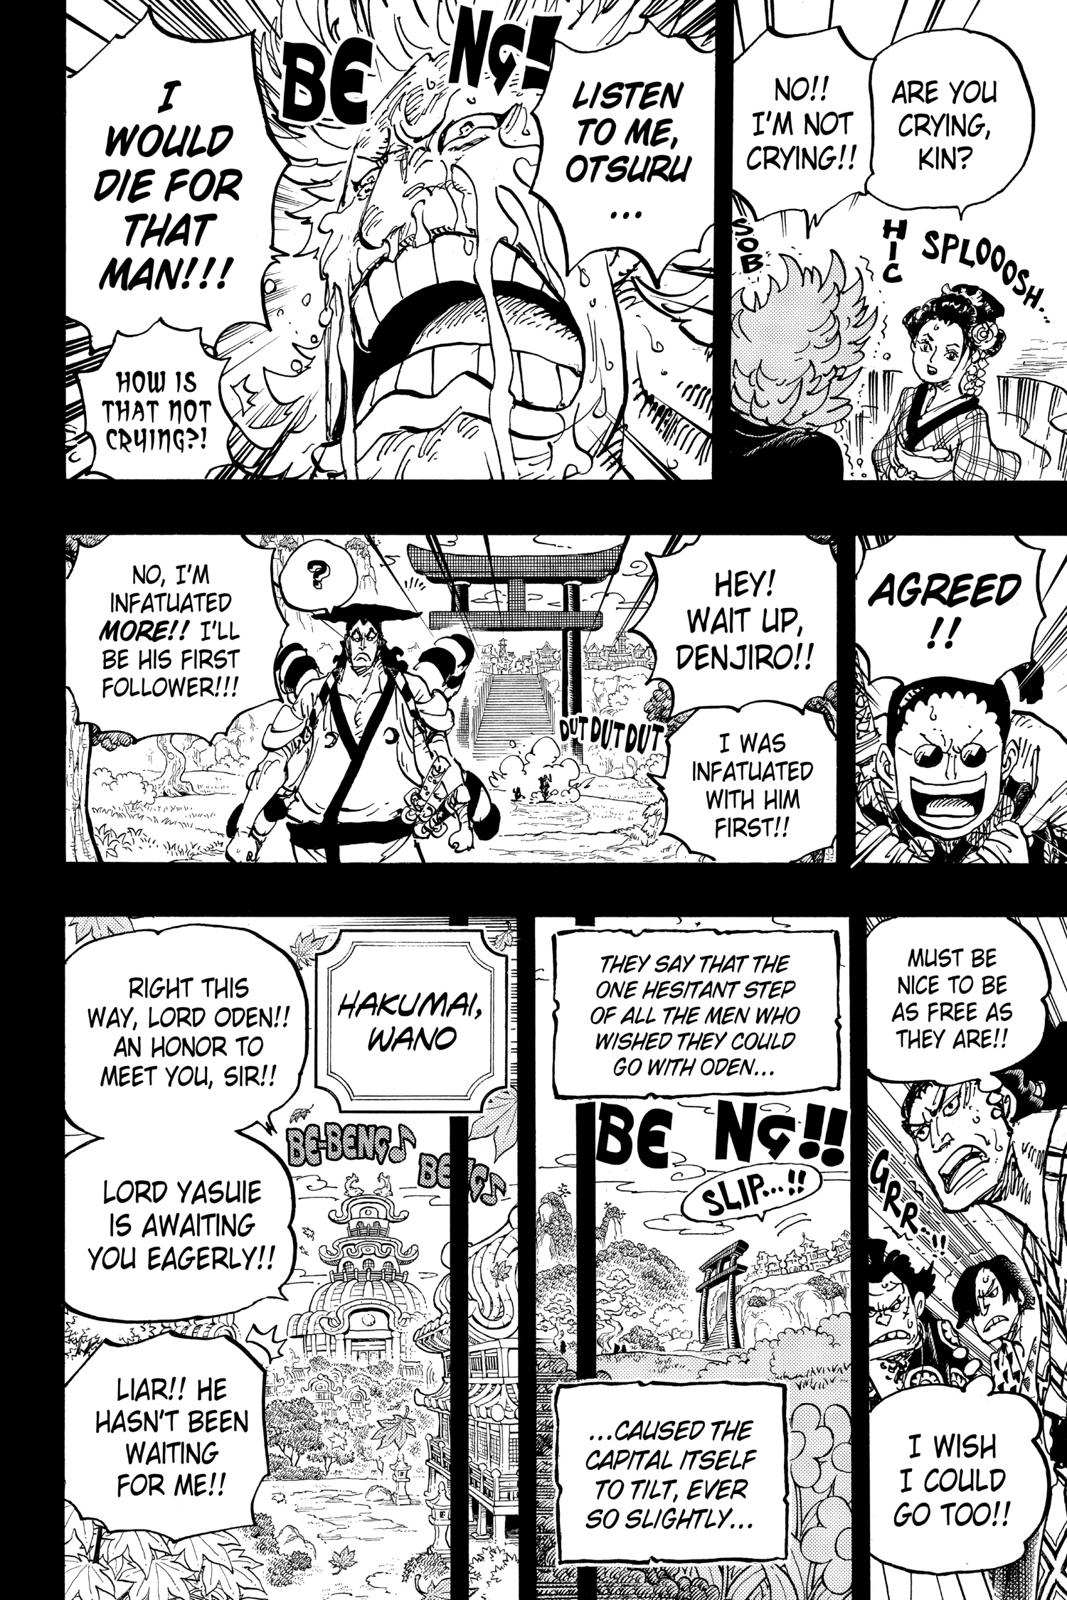 ARE YOU
CRYING,
KIN?
NO!!
I'M NOT
CRYING!!
HIC
SPLOOOSH...
SOB
LISTEN
TO ME,
OTSURU
...
BE NG!
I
WOULD
DIE FOR
THAT
MAN!!!
HOW IS
THAT NOT
CRYING?!
AGREED
!!
HEY!
WAIT UP,
DENJIRO!!
I WAS
INFATUATED
WITH HIM
FIRST!!
DUT DUT DUT
?
NO, I'M
INFATUATED
MORE!! I'LL
BE HIS FIRST
FOLLOWER!!!
MUST BE
NICE TO BE
AS FREE AS
THEY ARE!!
GRR...!!
I WISH
I COULD
GO TOO!!
THEY SAY THAT THE
ONE HESITANT STEP
OF ALL THE MEN WHO
WISHED THEY COULD
GO WITH ODEN...
BE NG!!
SLIP...!!
...CAUSED THE
CAPITAL ITSELF
TO TILT, EVER
SO SLIGHTLY...
HAKUMAI,
WANO
BE-BENG♪
BENG♪
RIGHT THIS
WAY, LORD ODEN!!
AN HONOR TO
MEET YOU, SIR!!
LORD YASUIE
IS AWAITING
YOU EAGERLY!!
LIAR!! HE
HASN'T BEEN
WAITING
FOR ME!!